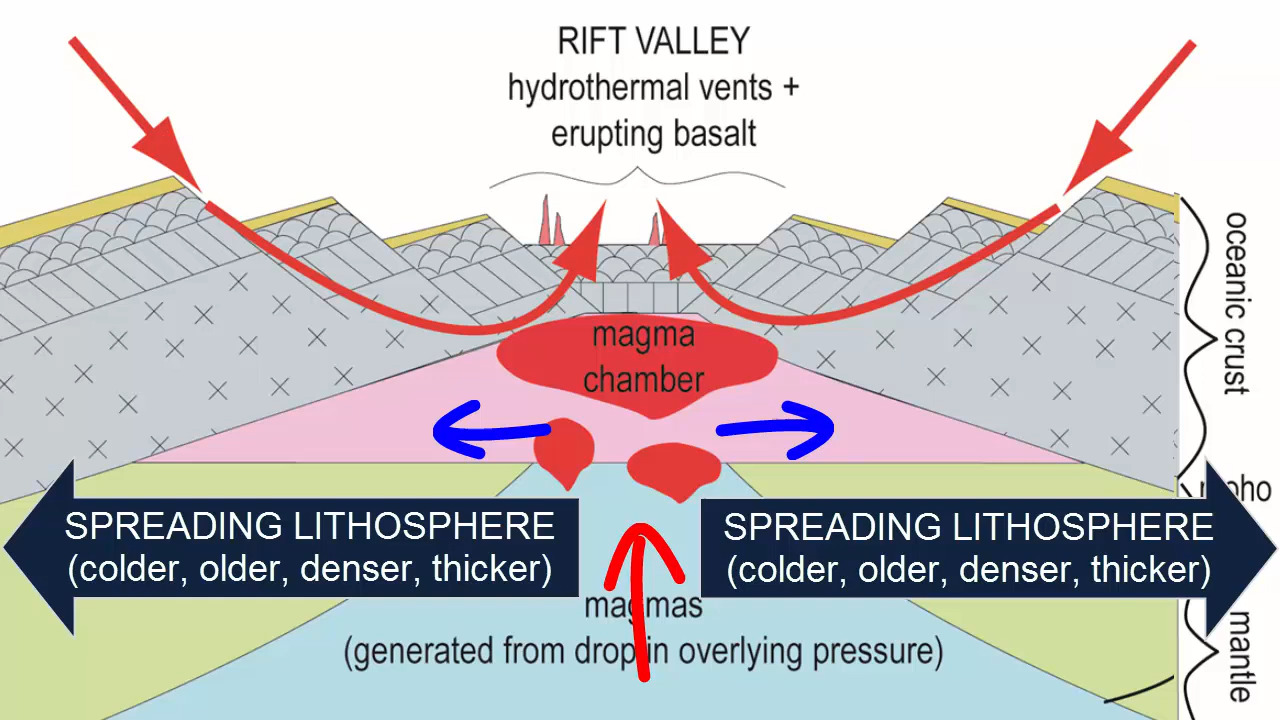 RIFT VALLEY
hydrothermal vents +
erupting basalt
oceanic crust
magma
chamber
SPREADING LITHOSPHERE
(colder, older, denser, thicker)
SPREADING LITHOSPHERE
(colder, older, denser, thicker)
magmas
(generated from drop in overlying pressure)
mantle